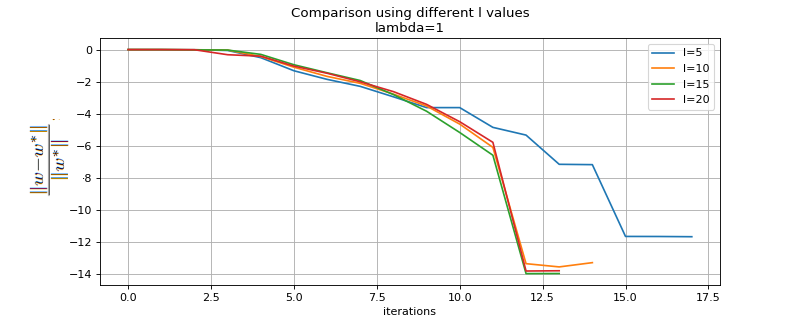 Comparison using different l values
lambda=1
0
−2
−4
−6
·8
−10
−12
−14
||w−w*||
||w*||
l=5
l=10
l=15
l=20
0.0
2.5
5.0
7.5
10.0
12.5
15.0
17.5
iterations